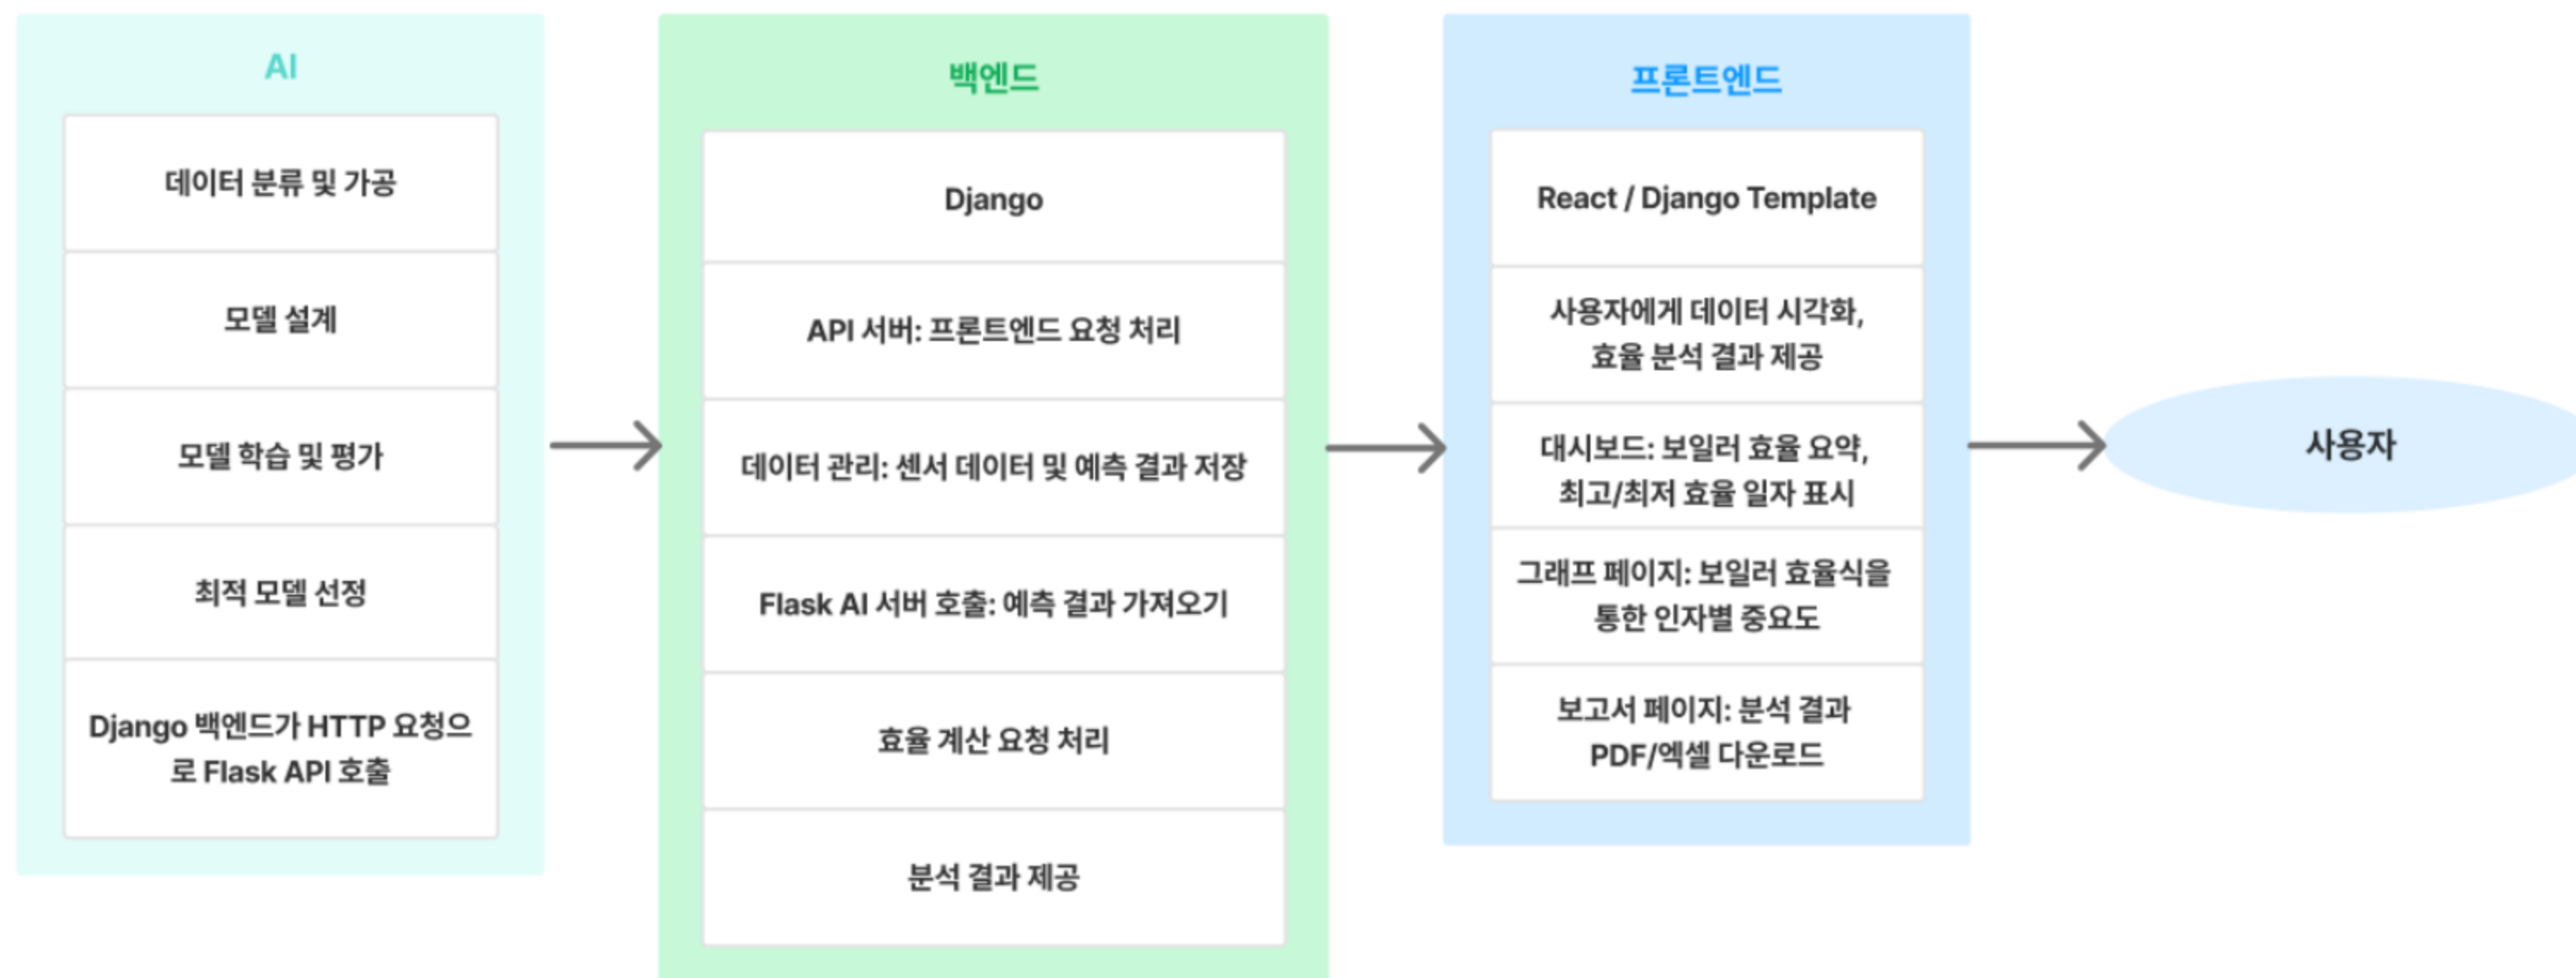 AI
데이터 분류 및 가공
모델 설계
모델 학습 및 평가
최적 모델 선정
Django 백엔드가 HTTP 요청으
로 Flask API 호출
백엔드
Django
API 서버: 프론트엔드 요청 처리
데이터 관리: 센서 데이터 및 예측 결과 저장
Flask AI 서버 호출: 예측 결과 가져오기
효율 계산 요청 처리
분석 결과 제공
프론트엔드
React / Django Template
사용자에게 데이터 시각화,
효율 분석 결과 제공
대시보드: 보일러 효율 요약,
최고/최저 효율 일자 표시
그래프 페이지: 보일러 효율식을
통한 인자별 중요도
보고서 페이지: 분석 결과
PDF/엑셀 다운로드
사용자